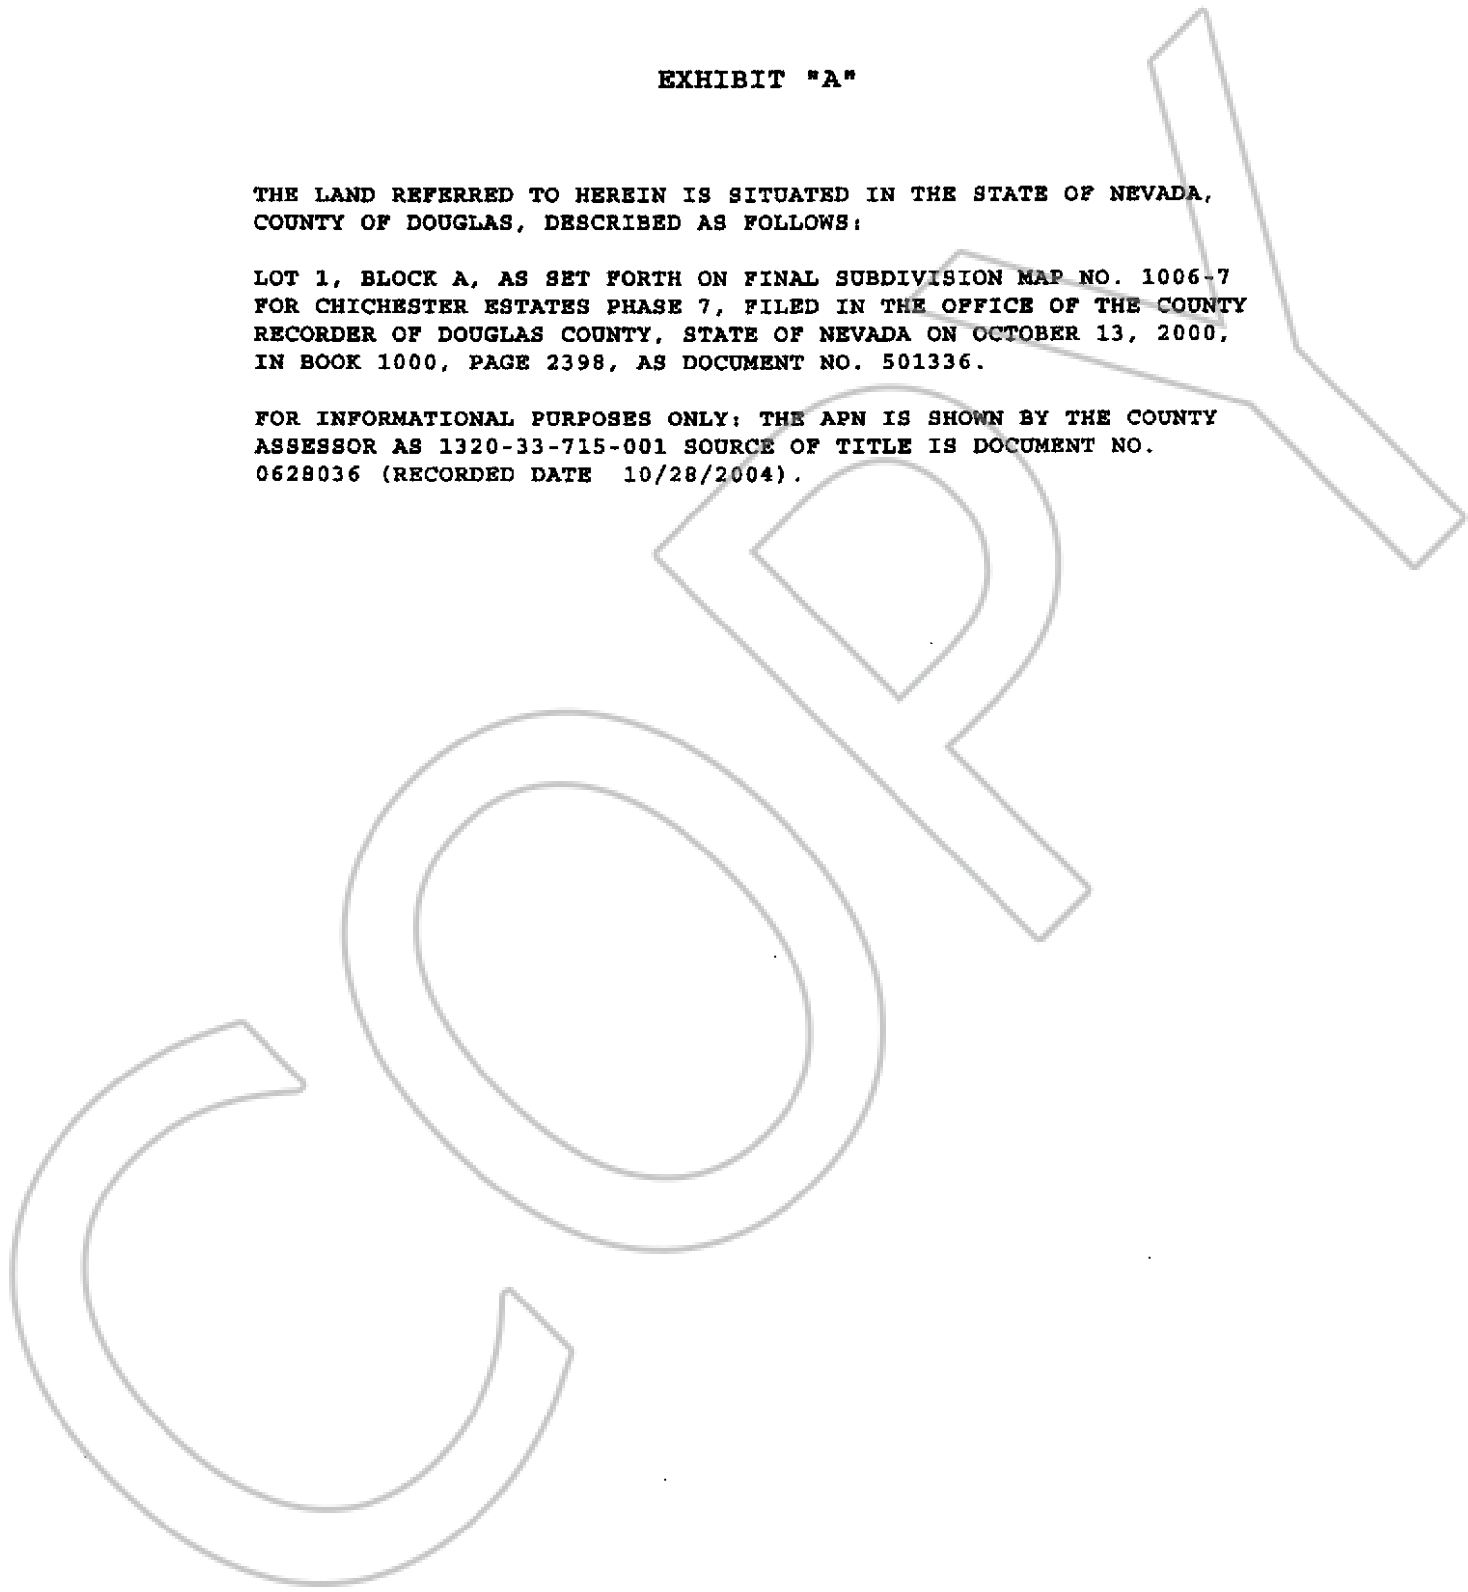 EXHIBIT "A"
THE LAND REFERRED TO HEREIN IS SITUATED IN THE STATE OF NEVADA,
COUNTY OF DOUGLAS, DESCRIBED AS FOLLOWS:
LOT 1, BLOCK A, AS SET FORTH ON FINAL SUBDIVISION MAP NO. 1006-7
FOR CHICHESTER ESTATES PHASE 7, FILED IN THE OFFICE OF THE COUNTY
RECORDER OF DOUGLAS COUNTY, STATE OF NEVADA ON OCTOBER 13, 2000,
IN BOOK 1000, PAGE 2398, AS DOCUMENT NO. 501336.
FOR INFORMATIONAL PURPOSES ONLY: THE APN IS SHOWN BY THE COUNTY
ASSESSOR AS 1320-33-715-001 SOURCE OF TITLE IS DOCUMENT NO.
0628036 (RECORDED DATE  10/28/2004).
COPY